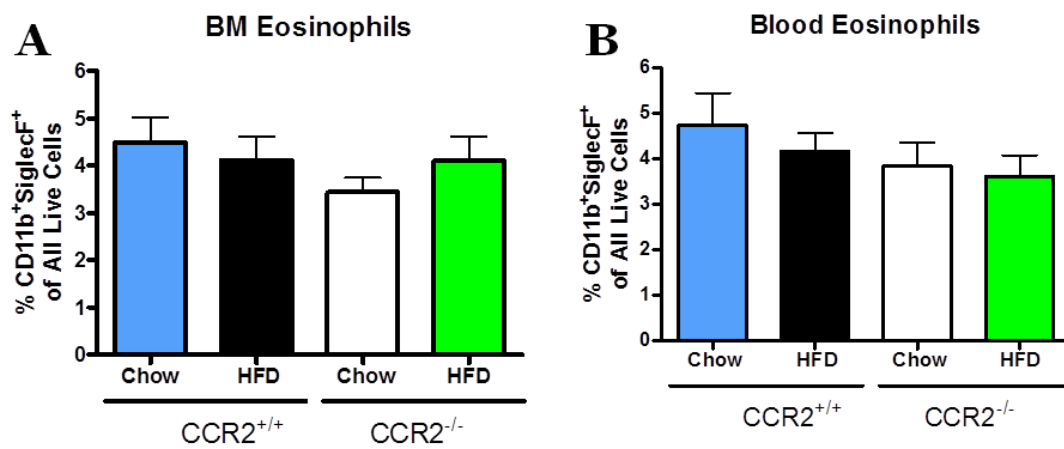 A
BM Eosinophils
% CD11b⁺SiglecF⁺
of All Live Cells
6
5
4
3
2
1
0
Chow HFD Chow HFD
CCR2⁺/⁺ CCR2⁻/⁻
B
Blood Eosinophils
% CD11b⁺SiglecF⁺
of All Live Cells
6
5
4
3
2
1
0
Chow HFD Chow HFD
CCR2⁺/⁺ CCR2⁻/⁻